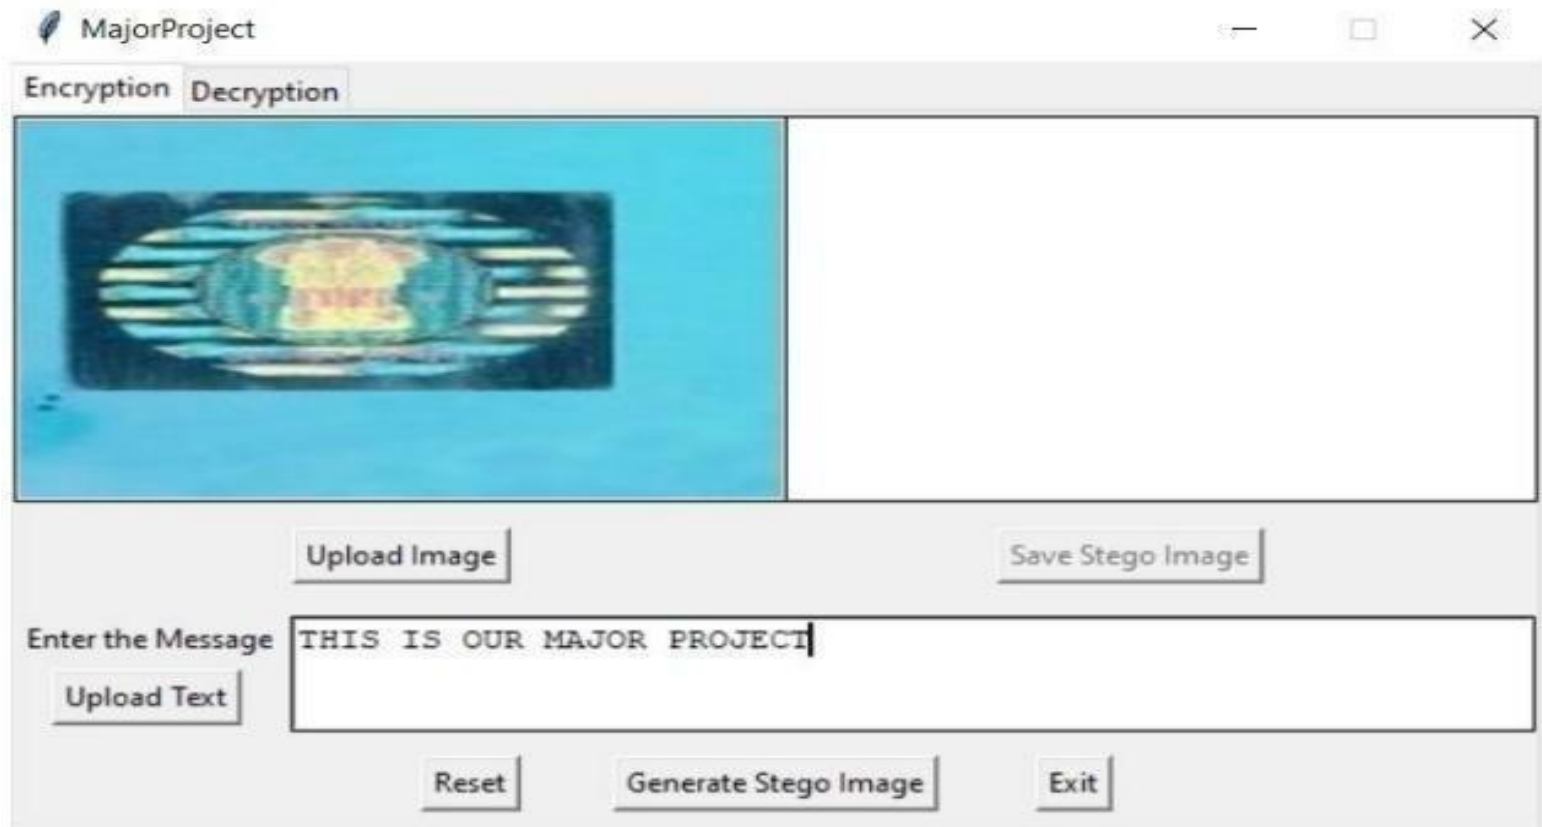 MajorProject
Encryption Decryption
Upload Image
Save Stego Image
Enter the Message
THIS IS OUR MAJOR PROJECT
Upload Text
Reset Generate Stego Image Exit